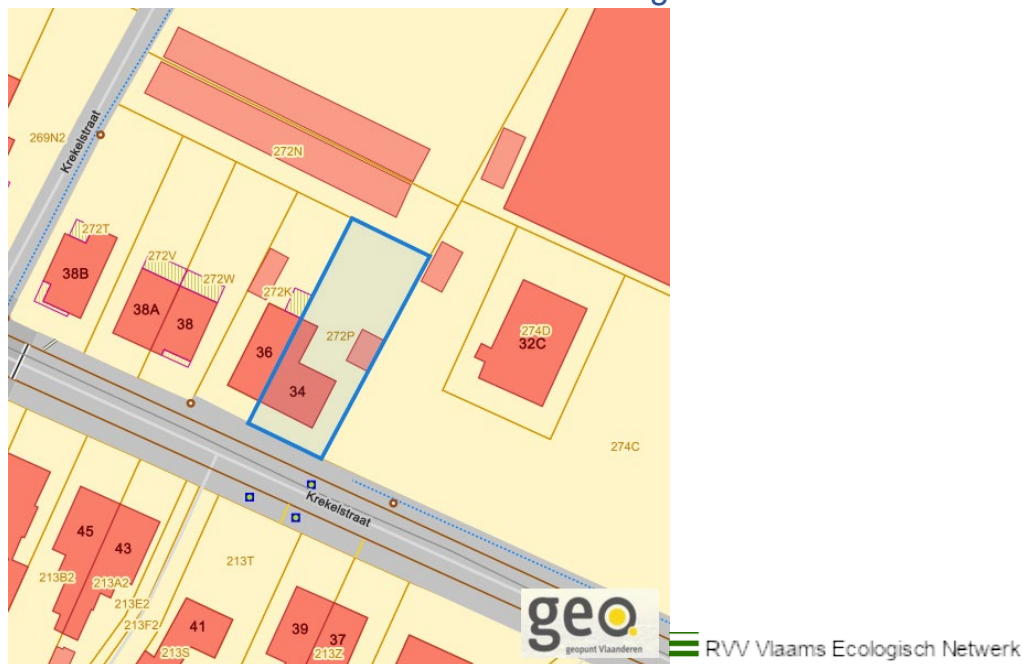 269N2
Krekelstraat
272N
272T
38B
272V
272W
38A
38
272K
36
272P
34
274D
32C
274C
Krekelstraat
45
43
213B2
213A2
213E2
213F2
213T
41
213S
39
37
213Z
geo
geopunt Vlaanderen
RVV Vlaams Ecologisch Netwerk